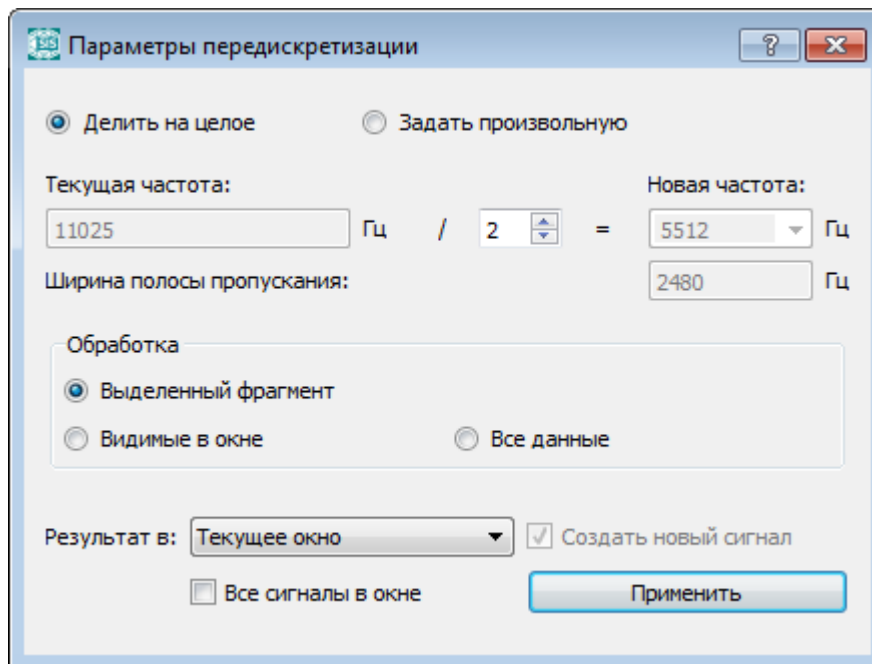 SIS Параметры передискретизации ?
Делить на целое Задать произвольную
Текущая частота: Новая частота:
11025 Гц / 2 = 5512 Гц
Ширина полосы пропускания: 2480 Гц
Обработка
Выделенный фрагмент
Видимые в окне Все данные
Результат в: Текущее окно Создать новый сигнал
Все сигналы в окне Применить